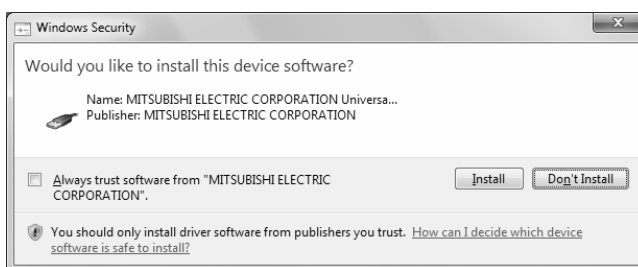 Windows Security
Would you like to install this device software?
Name: MITSUBISHI ELECTRIC CORPORATION Universa...
Publisher: MITSUBISHI ELECTRIC CORPORATION
Always trust software from "MITSUBISHI ELECTRIC
CORPORATION".
Install
Don't Install
You should only install driver software from publishers you trust. How can I decide which device
software is safe to install?